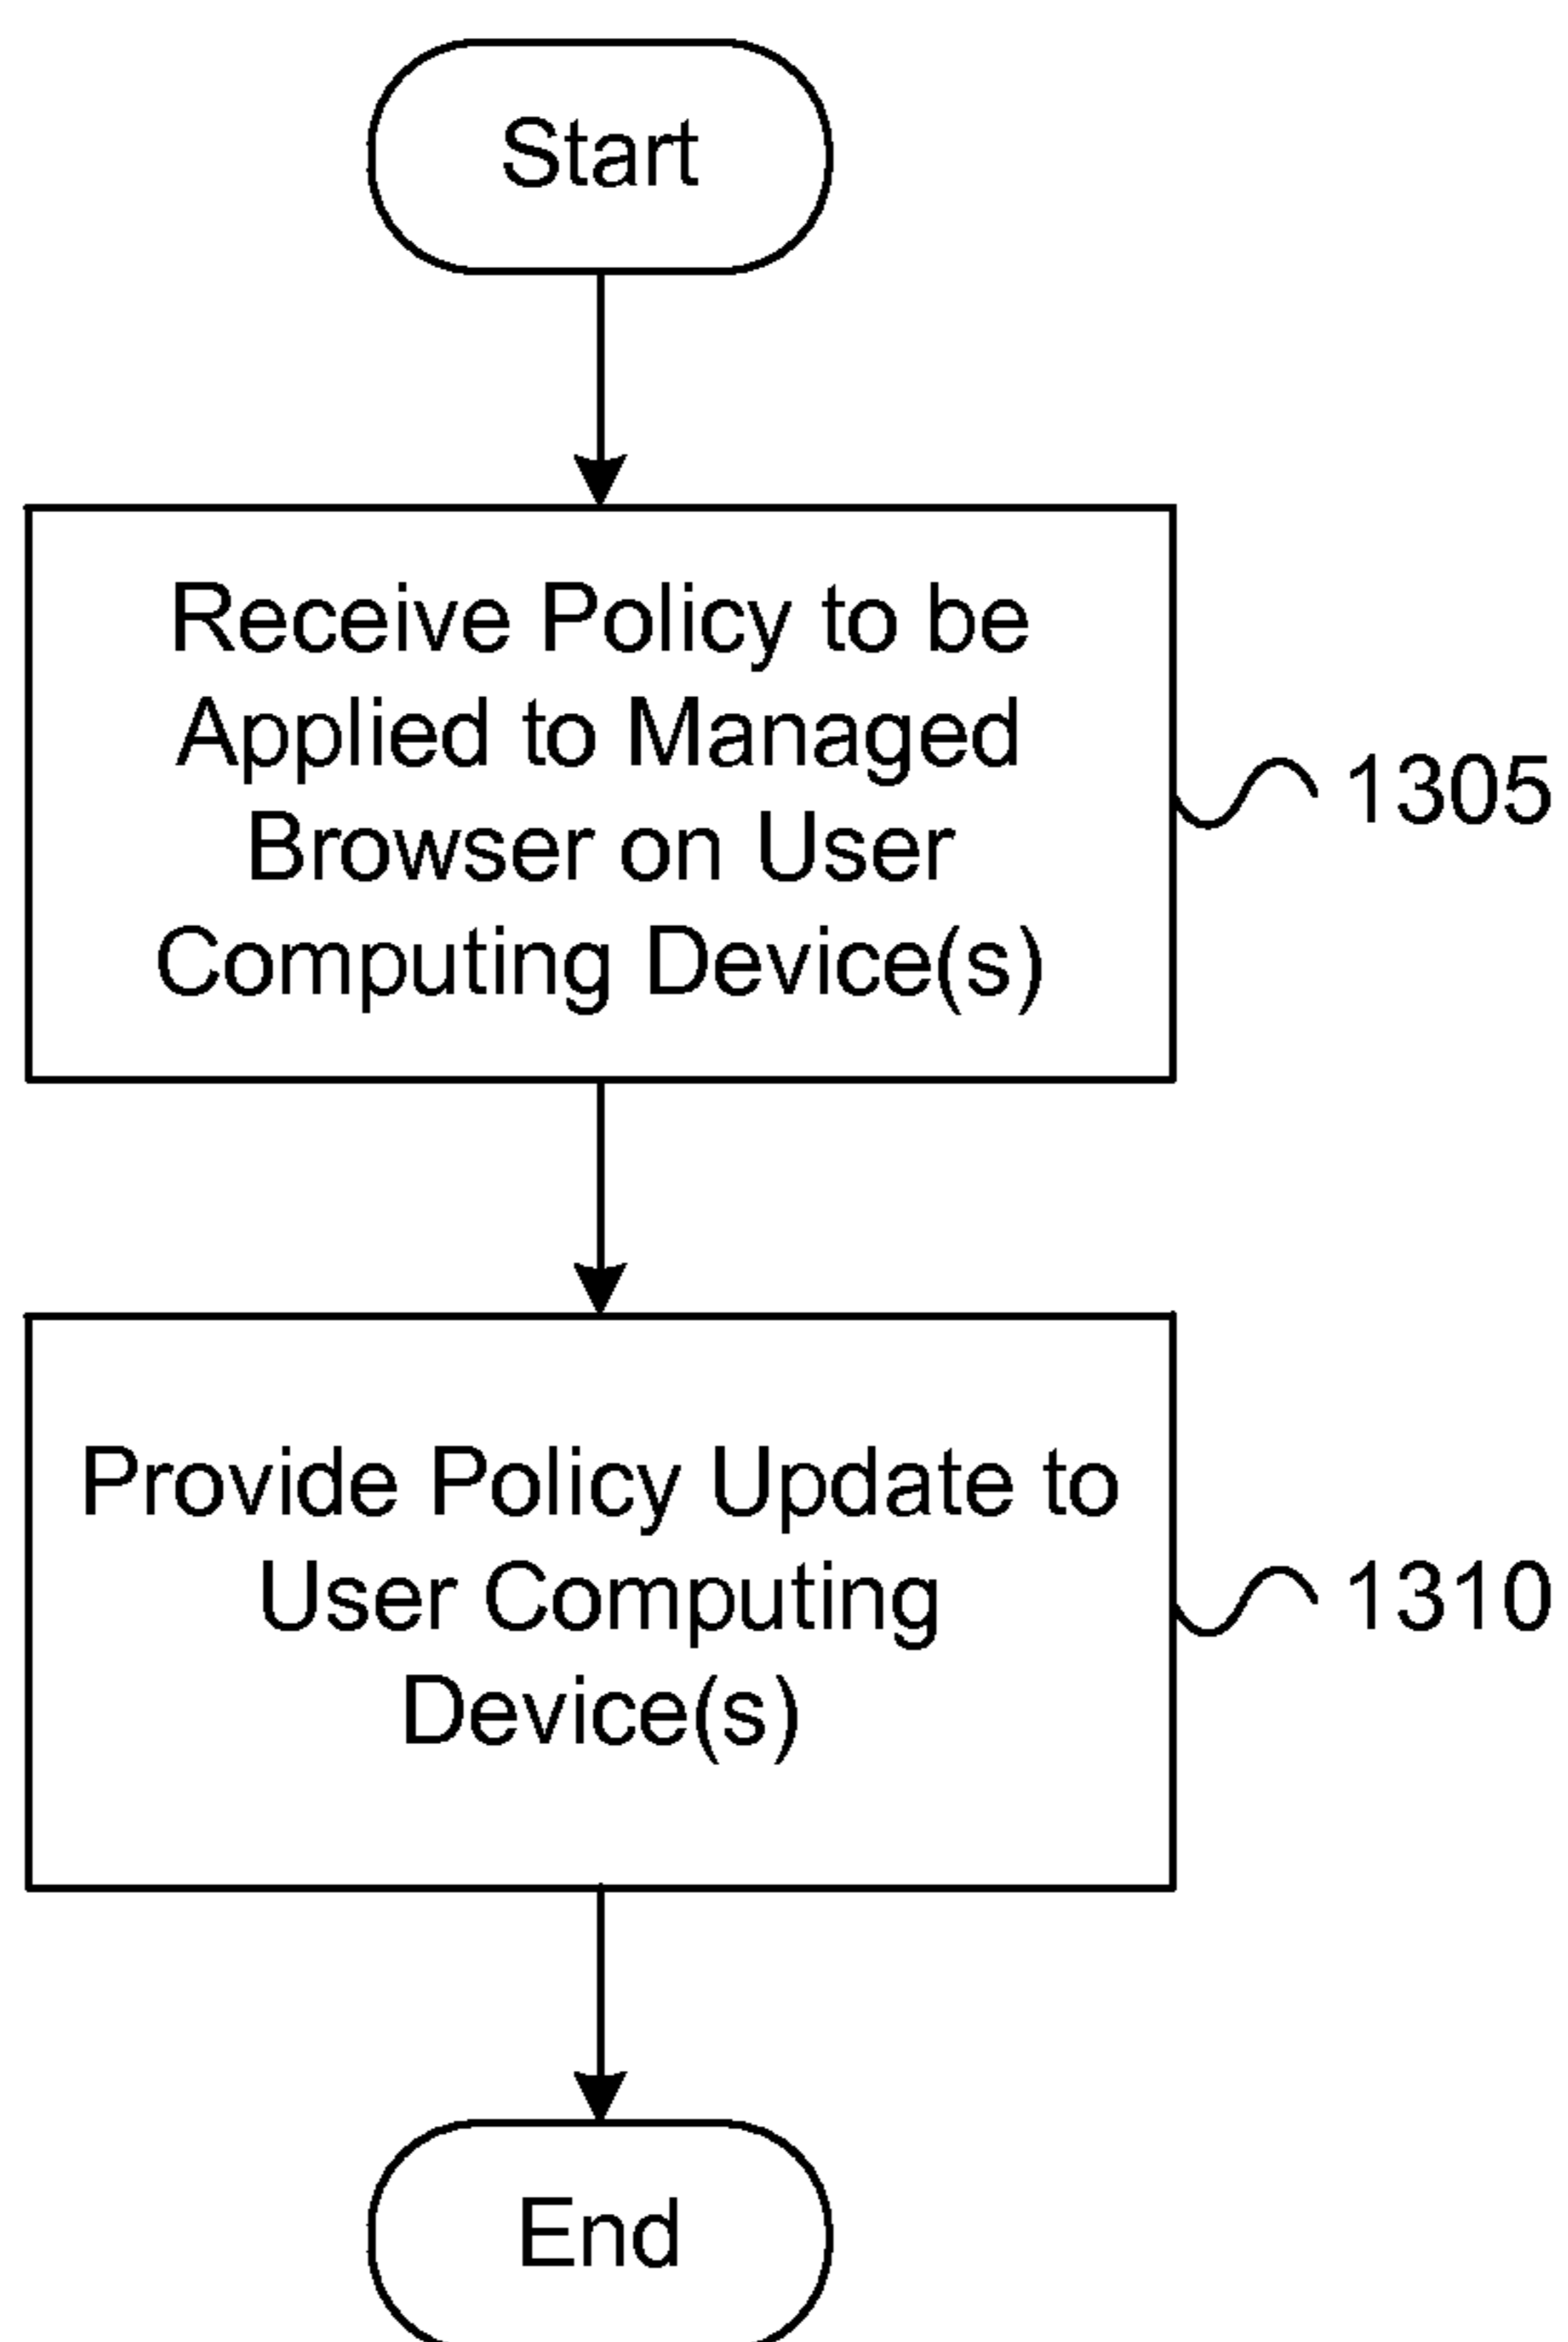 Start
Receive Policy to be
Applied to Managed
Browser on User
Computing Device(s)
1305
Provide Policy Update to
User Computing
Device(s)
1310
End